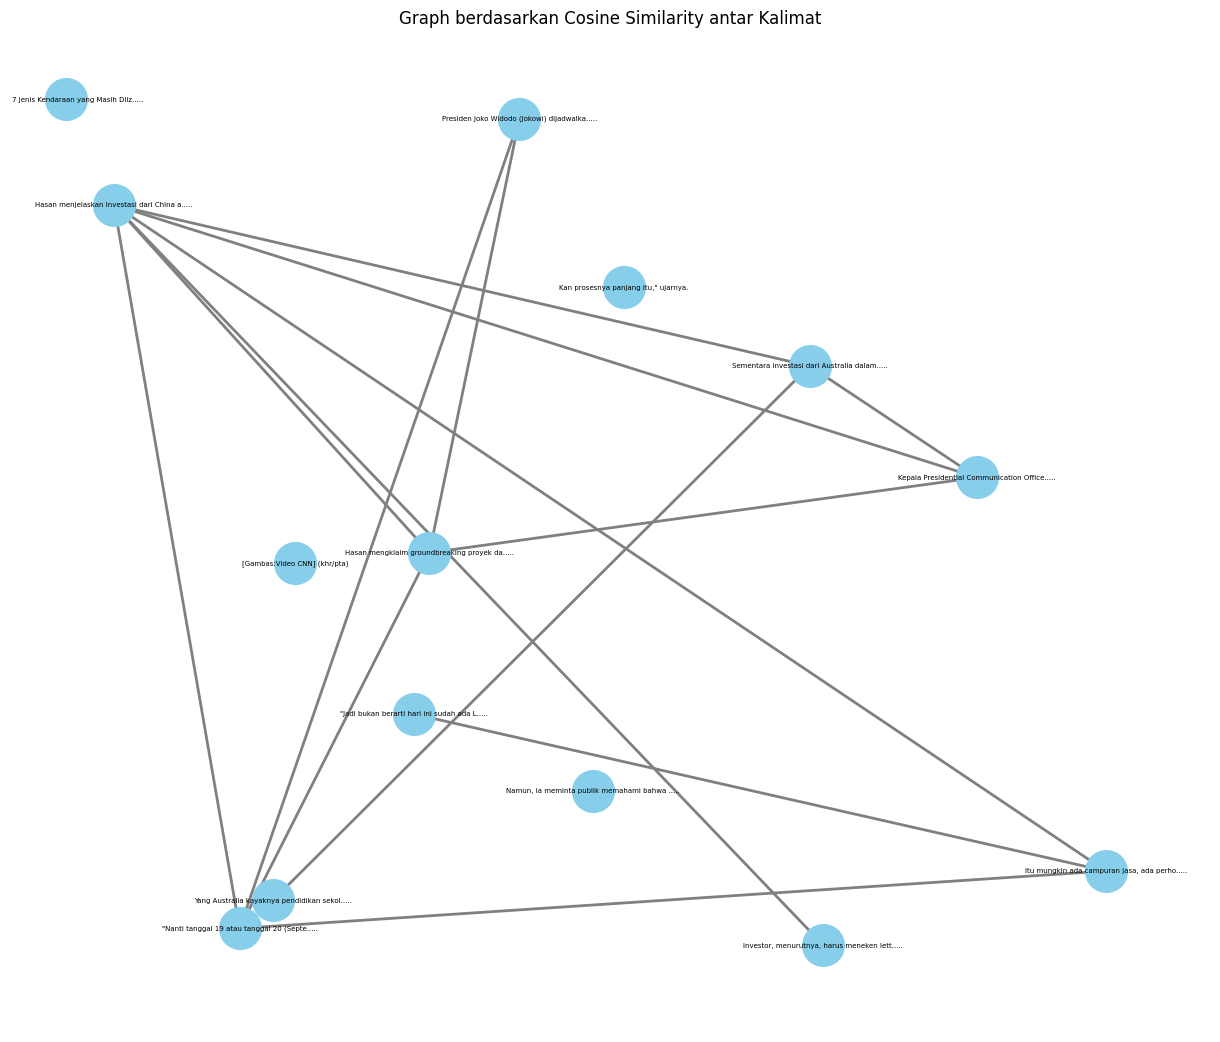 Graph berdasarkan Cosine Similarity antar Kalimat
7 Jenis Kendaraan yang Masih Diiz.....
Presiden Joko Widodo (Jokowi) dijadwalka.....
Hasan menjelaskan investasi dari China a.....
Kan prosesnya panjang itu," ujarnya.
Sementara investasi dari Australia dalam.....
Kepala Presidential Communication Office.....
Hasan mengklaim groundbreaking proyek da.....
[Gambas:Video CNN] (khr/pta)
"Jadi bukan berarti hari ini sudah ada L.....
Namun, ia meminta publik memahami bahwa .....
Itu mungkin ada campuran jasa, ada perho.....
Yang Australia kayaknya pendidikan sekol.....
"Nanti tanggal 19 atau tanggal 20 (Septe.....
Investor, menurutnya, harus meneken lett.....